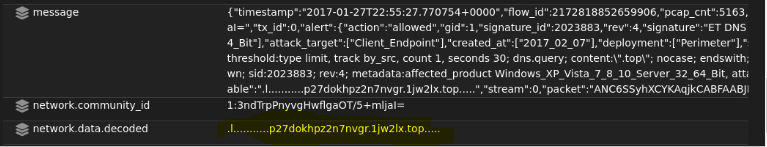 message
{"timestamp":"2017-01-27T22:55:27.770754+0000","flow_id":2172818852659906,"pcap_cnt":5163,
aI=","tx_id":0,"alert":{"action":"allowed","gid":1,"signature_id":2023883,"rev":4,"signature":"ET DNS
4_Bit"],"attack_target":["Client_Endpoint"],"created_at":["2017_02_07"],"deployment":["Perimeter"],"
threshold:type limit, track by_src, count 1, seconds 30; dns.query; content:\".top\"; nocase; endswith;
wn; sid:2023883; rev:4; metadata:affected_product Windows_XP_Vista_7_8_10_Server_32_64_Bit, atta
able":".l...........p27dokhpz2n7nvgr.1jw2lx.top.....","stream":0,"packet":"ANC6SSyhXCYKAqjkCABFAABJ
network.community_id
1:3ndTrpPnyvgHwflgaOT/5+mljaI=
network.data.decoded
.l...........p27dokhpz2n7nvgr.1jw2lx.top.....